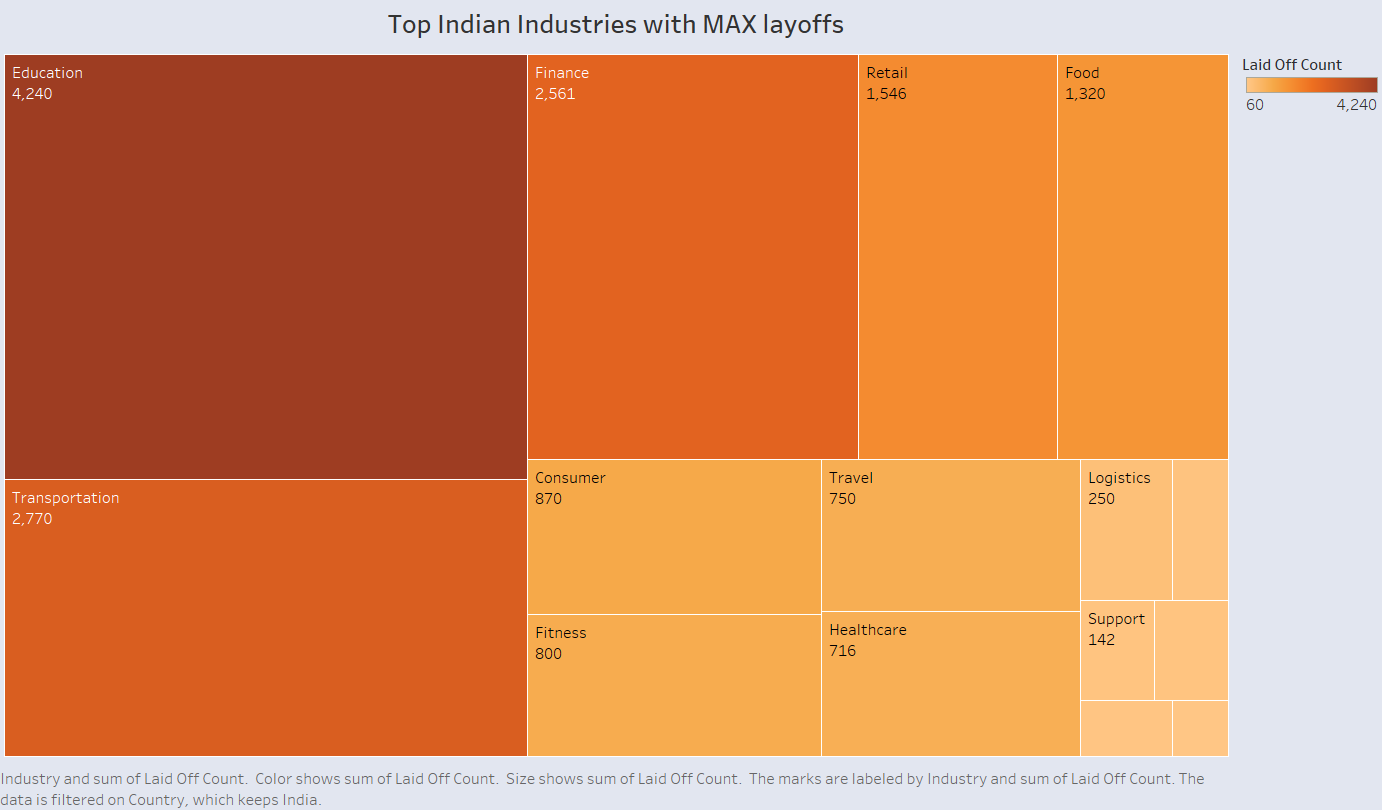 Top Indian Industries with MAX layoffs
Education
4,240
Finance
2,561
Retail
1,546
Food
1,320
Laid Off Count
60 4,240
Transportation
2,770
Consumer
870
Travel
750
Logistics
250
Fitness
800
Healthcare
716
Support
142
Industry and sum of Laid Off Count.  Color shows sum of Laid Off Count.  Size shows sum of Laid Off Count.  The marks are labeled by Industry and sum of Laid Off Count. The
data is filtered on Country, which keeps India.